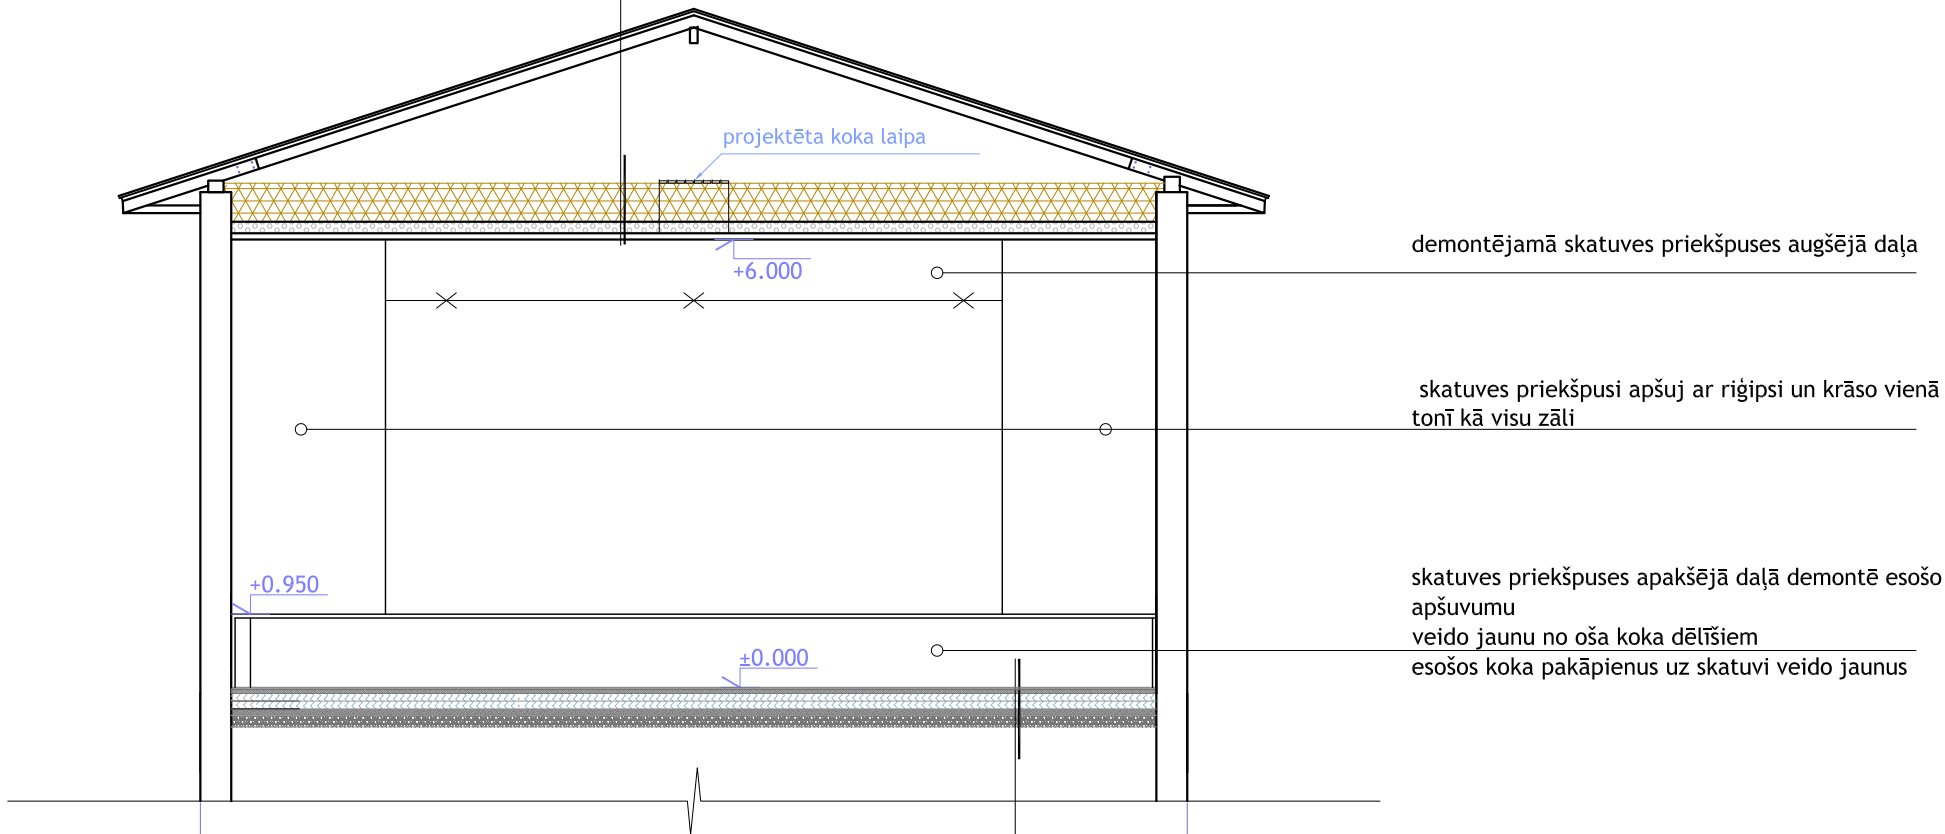 projektēta koka laipa
demontējamā skatuves priekšpuses augšējā daļa
+6.000
skatuves priekšpusi apšuj ar riģipsi un krāso vienā
tonī kā visu zāli
+0.950
skatuves priekšpuses apakšējā daļā demontē esošo
apšuvumu
veido jaunu no oša koka dēlīšiem
esošos koka pakāpienus uz skatuvi veido jaunus
±0.000